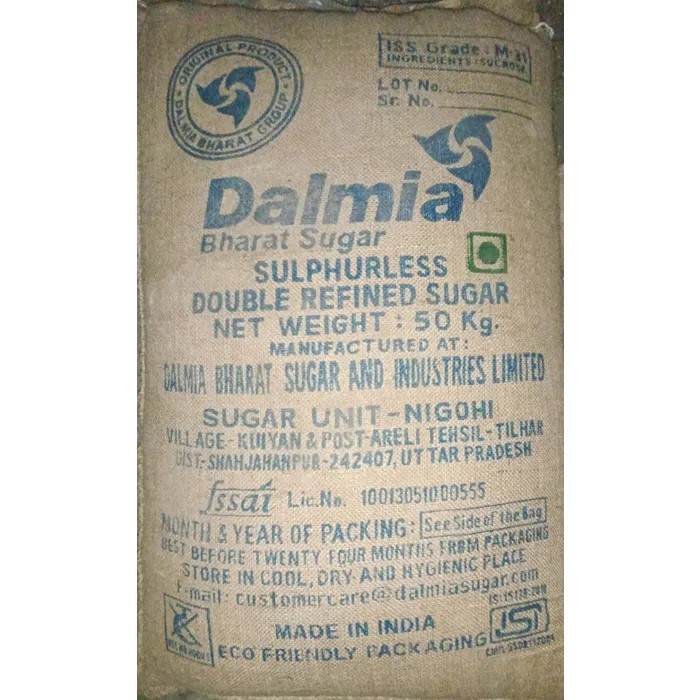 ORIGINAL PRODUCT
DALMIA BHARAT GROUP
ISS Grade : M-31
INGREDIENTS : SUCROSE
LOT No.
Sr. No.
Dalmia
Bharat Sugar
SULPHURLESS
DOUBLE REFINED SUGAR
NET WEIGHT : 50 Kg.
MANUFACTURED AT:
DALMIA BHARAT SUGAR AND INDUSTRIES LIMITED
SUGAR UNIT-NIGOHI
VILLAGE-KUIYAN & POST-ARELI TEHSIL-TILHAR
DIST.-SHAHJAHANPUR-242407, UTTAR PRADESH
fssai Lic.No. 10013051000555
MONTH & YEAR OF PACKING: See Side of the Bag
BEST BEFORE TWENTY FOUR MONTHS FROM PACKAGING
STORE IN COOL, DRY AND HYGIENIC PLACE
E-mail: customercare@dalmiasugar.com
ISI
MADE IN INDIA
ECO FRIENDLY PACKAGING